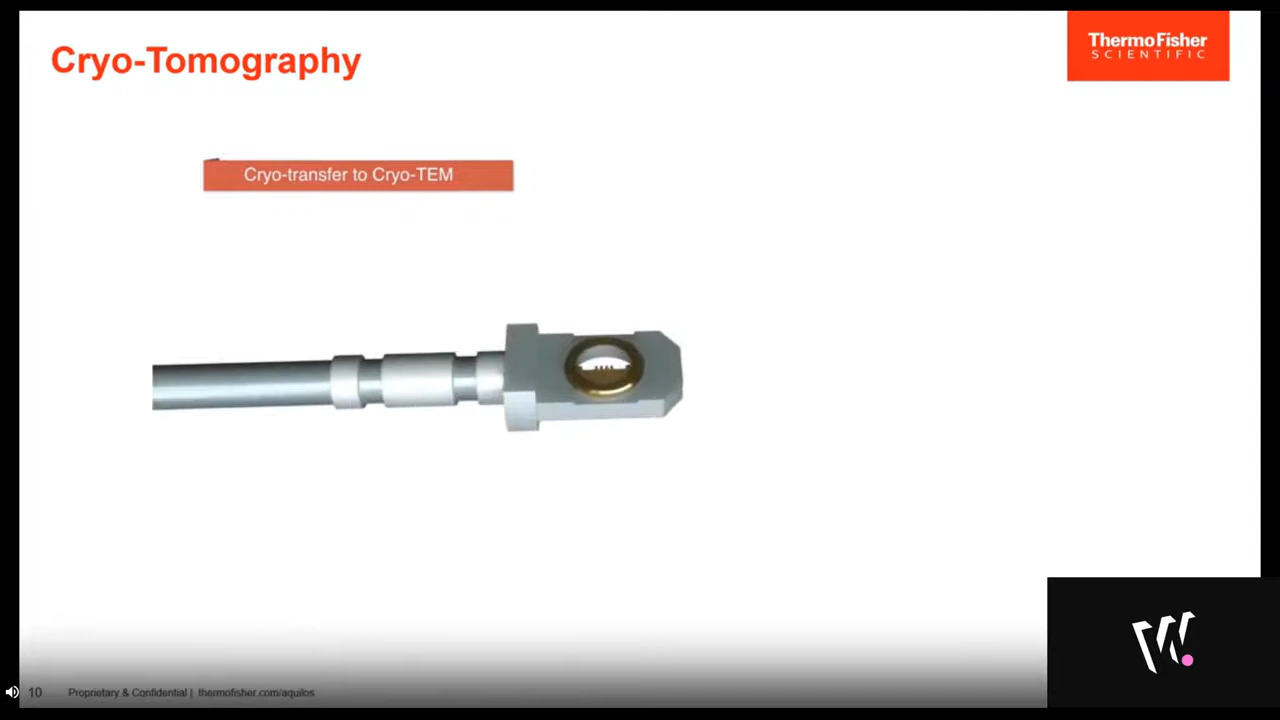 Cryo-Tomography
ThermoFisher
SCIENTIFIC
Cryo-transfer to Cryo-TEM
10 Proprietary & Confidential | thermofisher.com/aquilos